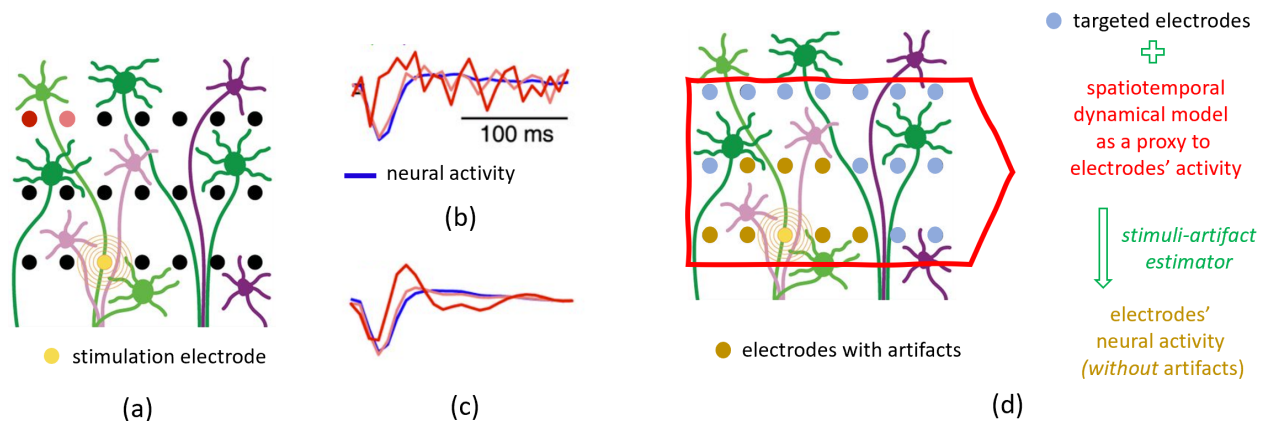 stimulation electrode
(a)
100 ms
neural activity
(b)
(c)
electrodes with artifacts
(d)
targeted electrodes
spatiotemporal
dynamical model
as a proxy to
electrodes' activity
stimuli-artifact
estimator
electrodes'
neural activity
(without artifacts)